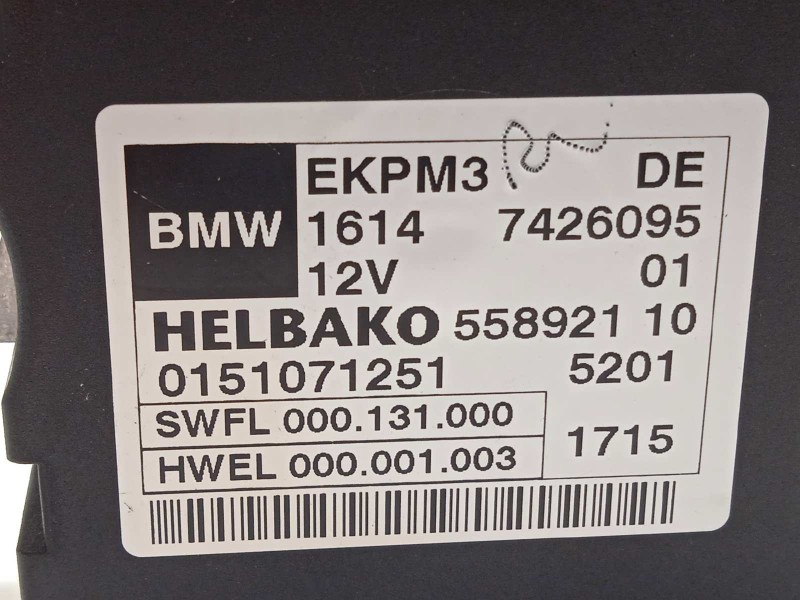 EKPM3 DE
BMW 1614 7426095
12V 01
HELBAKO 558921 10
0151071251 5201
SWFL 000.131.000
1715
HWEL 000.001.003